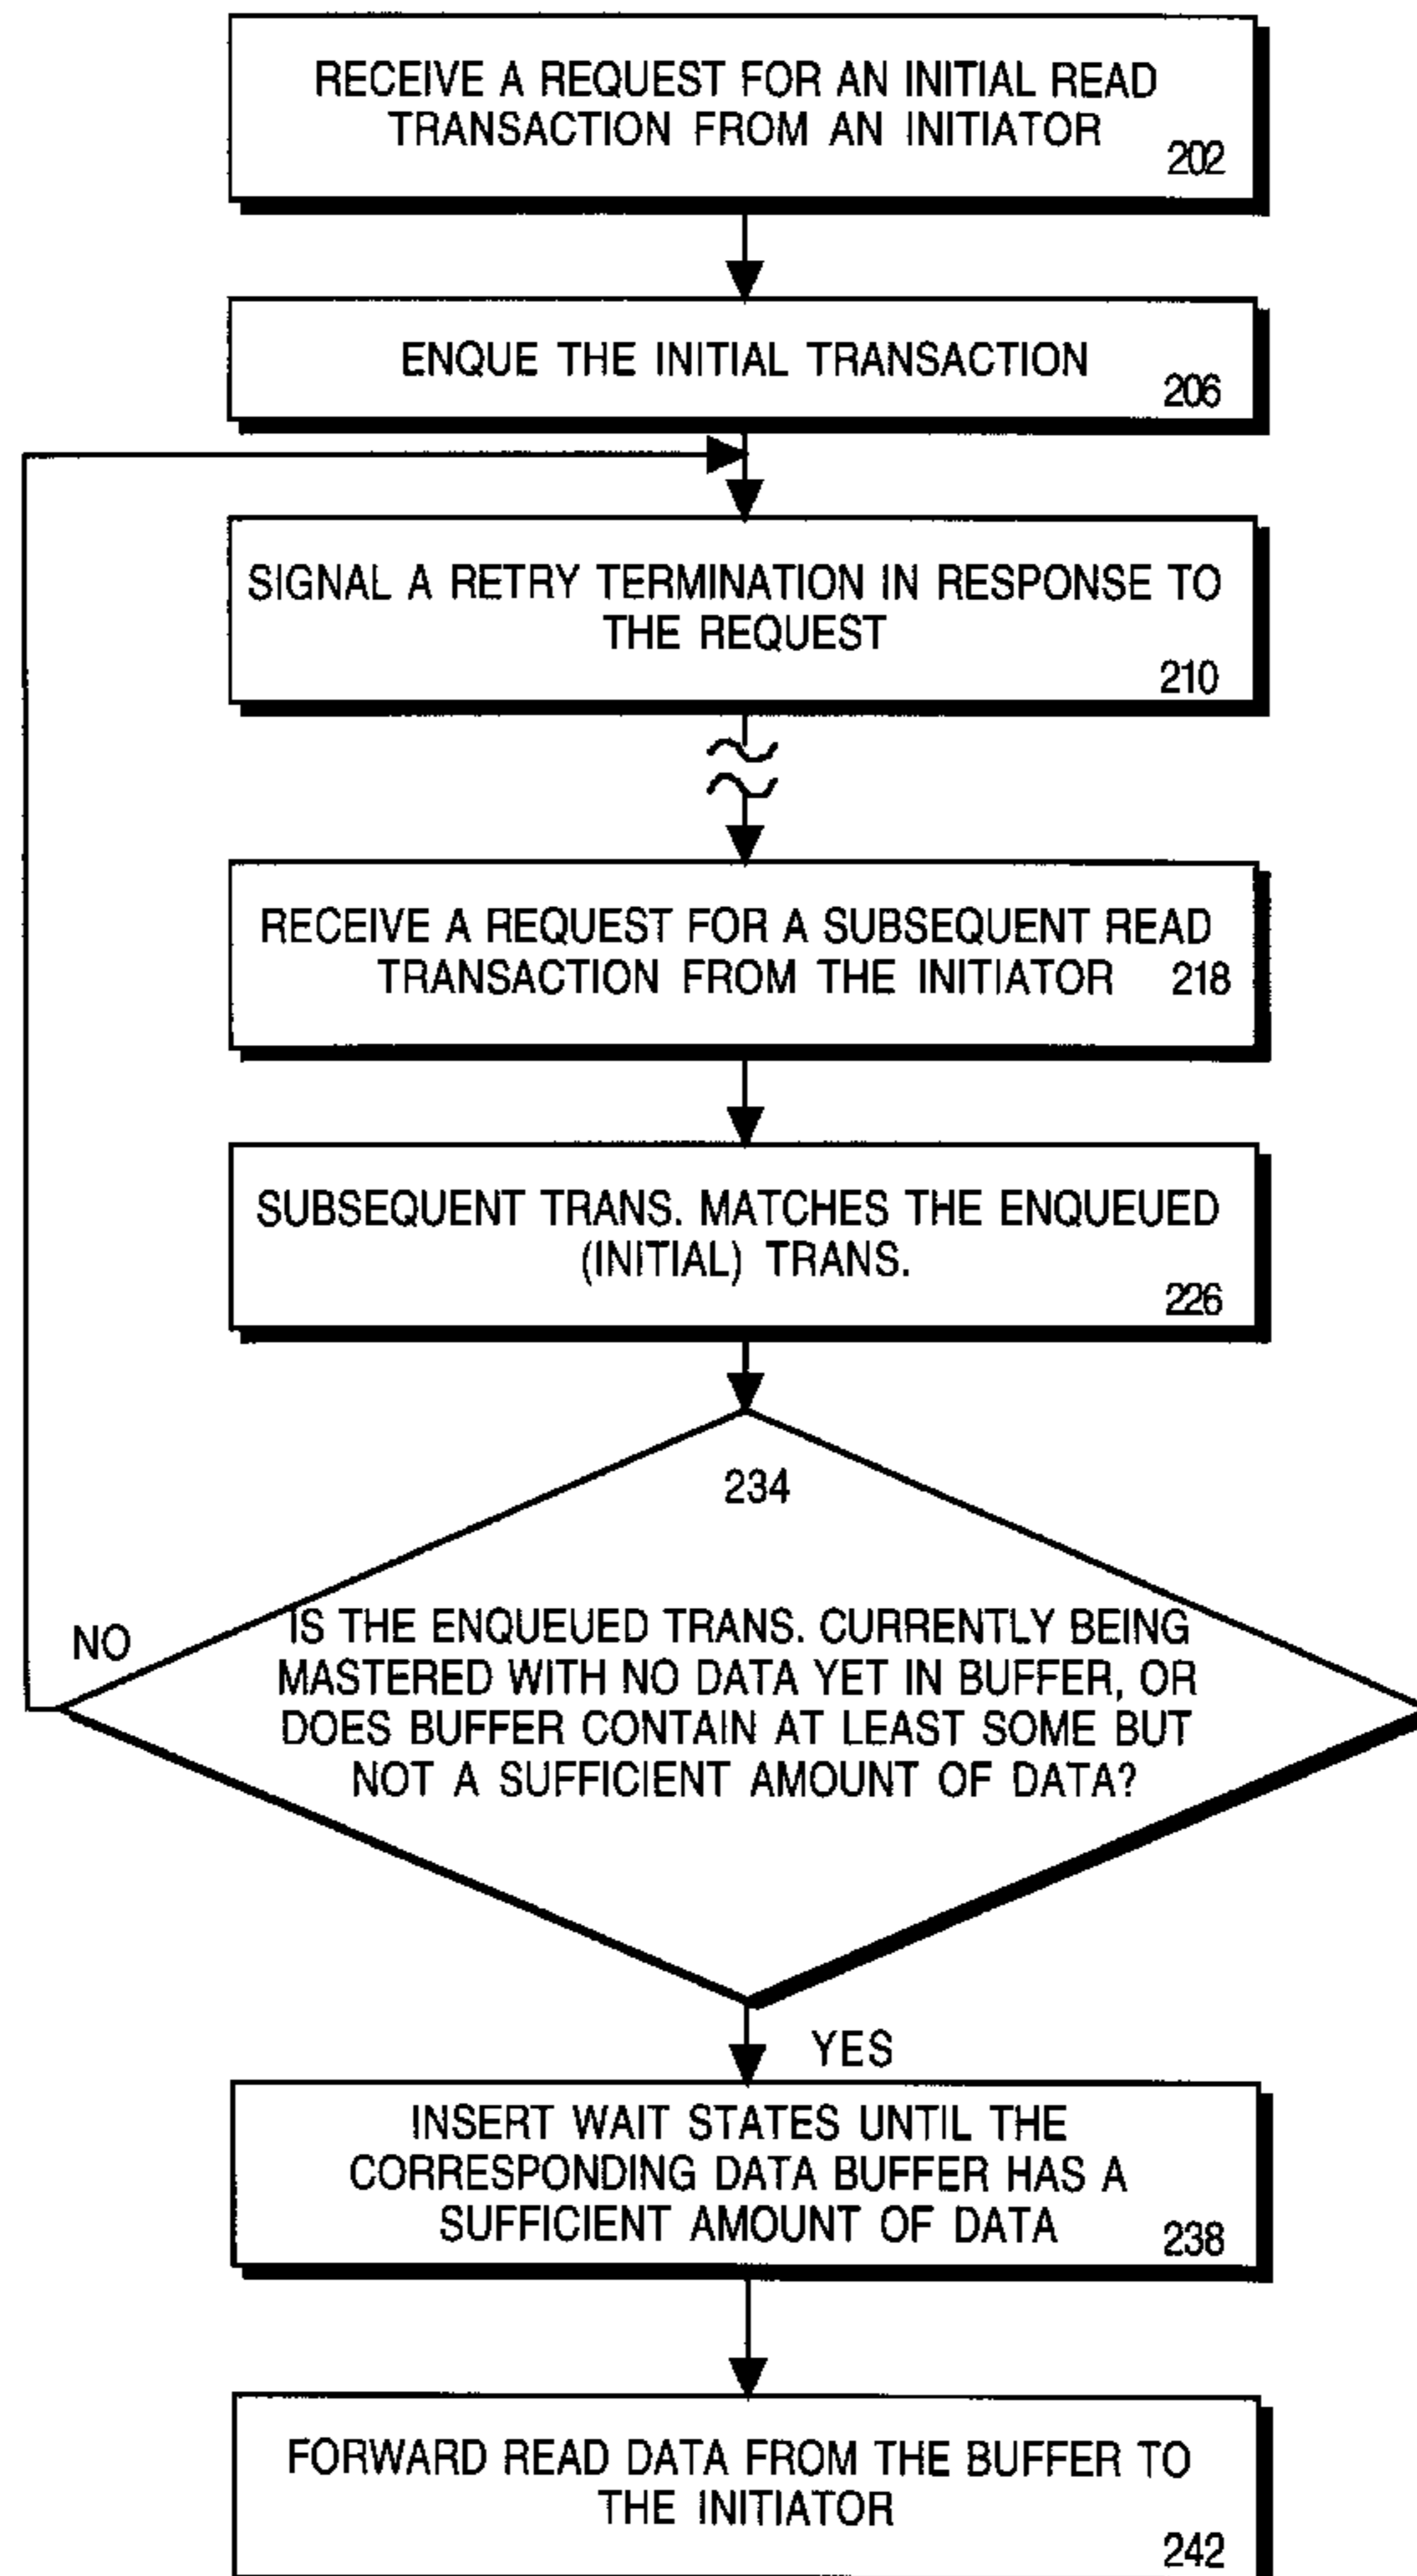 RECEIVE A REQUEST FOR AN INITIAL READ
TRANSACTION FROM AN INITIATOR
202
ENQUE THE INITIAL TRANSACTION
206
SIGNAL A RETRY TERMINATION IN RESPONSE TO
THE REQUEST
210
RECEIVE A REQUEST FOR A SUBSEQUENT READ
TRANSACTION FROM THE INITIATOR 218
SUBSEQUENT TRANS. MATCHES THE ENQUEUED
(INITIAL) TRANS.
226
234
NO
IS THE ENQUEUED TRANS. CURRENTLY BEING
MASTERED WITH NO DATA YET IN BUFFER, OR
DOES BUFFER CONTAIN AT LEAST SOME BUT
NOT A SUFFICIENT AMOUNT OF DATA?
YES
INSERT WAIT STATES UNTIL THE
CORRESPONDING DATA BUFFER HAS A
SUFFICIENT AMOUNT OF DATA
238
FORWARD READ DATA FROM THE BUFFER TO
THE INITIATOR
242